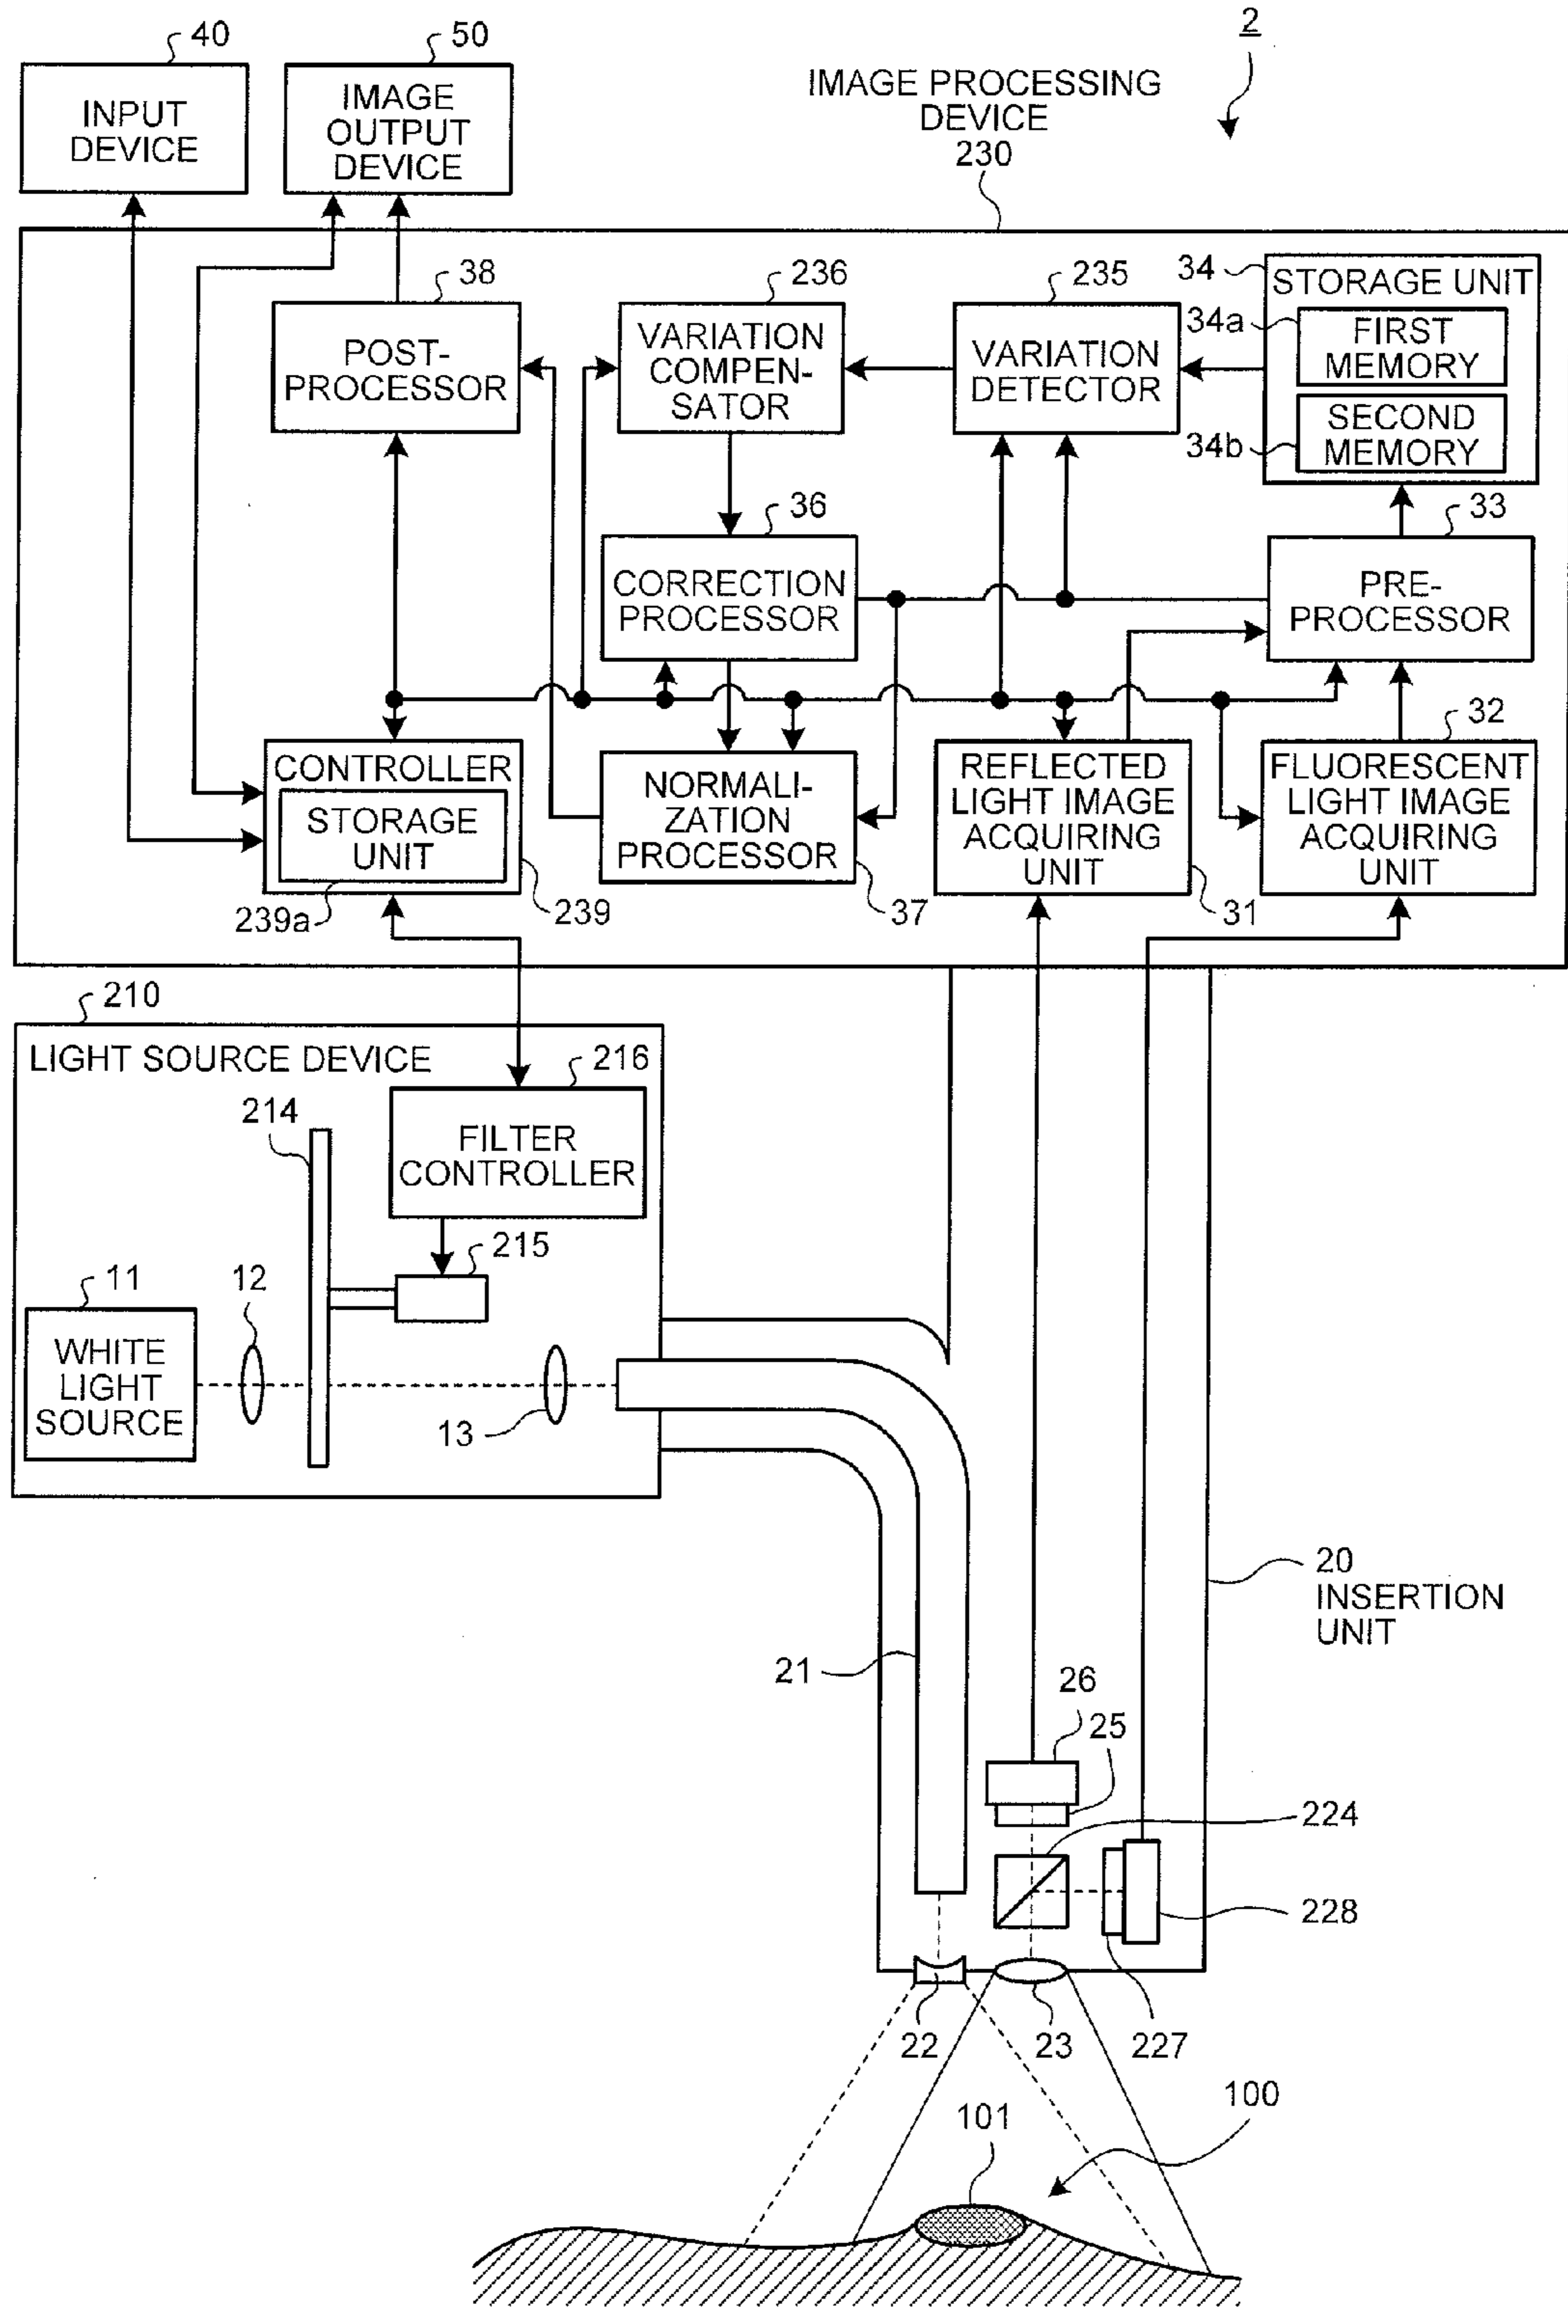 2
40
50
INPUT
DEVICE
IMAGE
OUTPUT
DEVICE
IMAGE PROCESSING
DEVICE
230
38
POST-
PROCESSOR
236
VARIATION
COMPEN-
SATOR
235
VARIATION
DETECTOR
34
STORAGE UNIT
34a
FIRST
MEMORY
34b
SECOND
MEMORY
36
CORRECTION
PROCESSOR
33
PRE-
PROCESSOR
CONTROLLER
STORAGE
UNIT
239a
239
NORMALI-
ZATION
PROCESSOR
37
REFLECTED
LIGHT IMAGE
ACQUIRING
UNIT
31
32
FLUORESCENT
LIGHT IMAGE
ACQUIRING
UNIT
210
LIGHT SOURCE DEVICE
216
FILTER
CONTROLLER
214
215
11
WHITE
LIGHT
SOURCE
12
13
20
INSERTION
UNIT
21
26
25
224
228
22
23
227
101
100